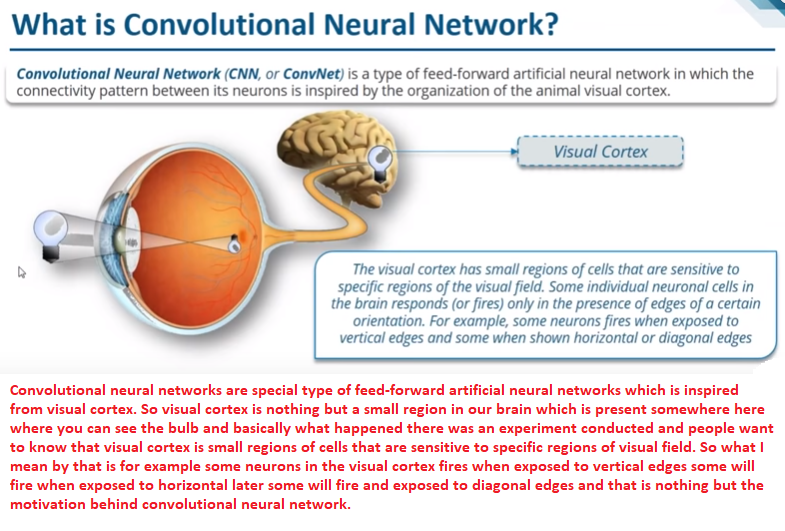 What is Convolutional Neural Network?
Convolutional Neural Network (CNN, or ConvNet) is a type of feed-forward artificial neural network in which the
connectivity pattern between its neurons is inspired by the organization of the animal visual cortex.
Visual Cortex
The visual cortex has small regions of cells that are sensitive to
specific regions of the visual field. Some individual neuronal cells in
the brain responds (or fires) only in the presence of edges of a certain
orientation. For example, some neurons fires when exposed to
vertical edges and some when shown horizontal or diagonal edges
Convolutional neural networks are special type of feed-forward artificial neural networks which is inspired
from visual cortex. So visual cortex is nothing but a small region in our brain which is present somewhere here
where you can see the bulb and basically what happened there was an experiment conducted and people want
to know that visual cortex is small regions of cells that are sensitive to specific regions of visual field. So what I
mean by that is for example some neurons in the visual cortex fires when exposed to vertical edges some will
fire when exposed to horizontal later some will fire and exposed to diagonal edges and that is nothing but the
motivation behind convolutional neural network.